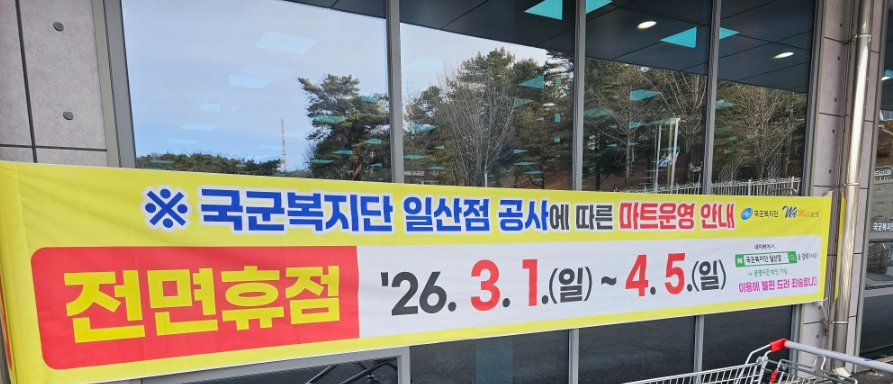 ※ 국군복지단 일산점 공사에 따른 마트운영 안내
국군복지단
전면휴점
'26. 3. 1.(일) ~ 4. 5.(일)
국군복지단 일산점
이용에 불편 드려 죄송합니다